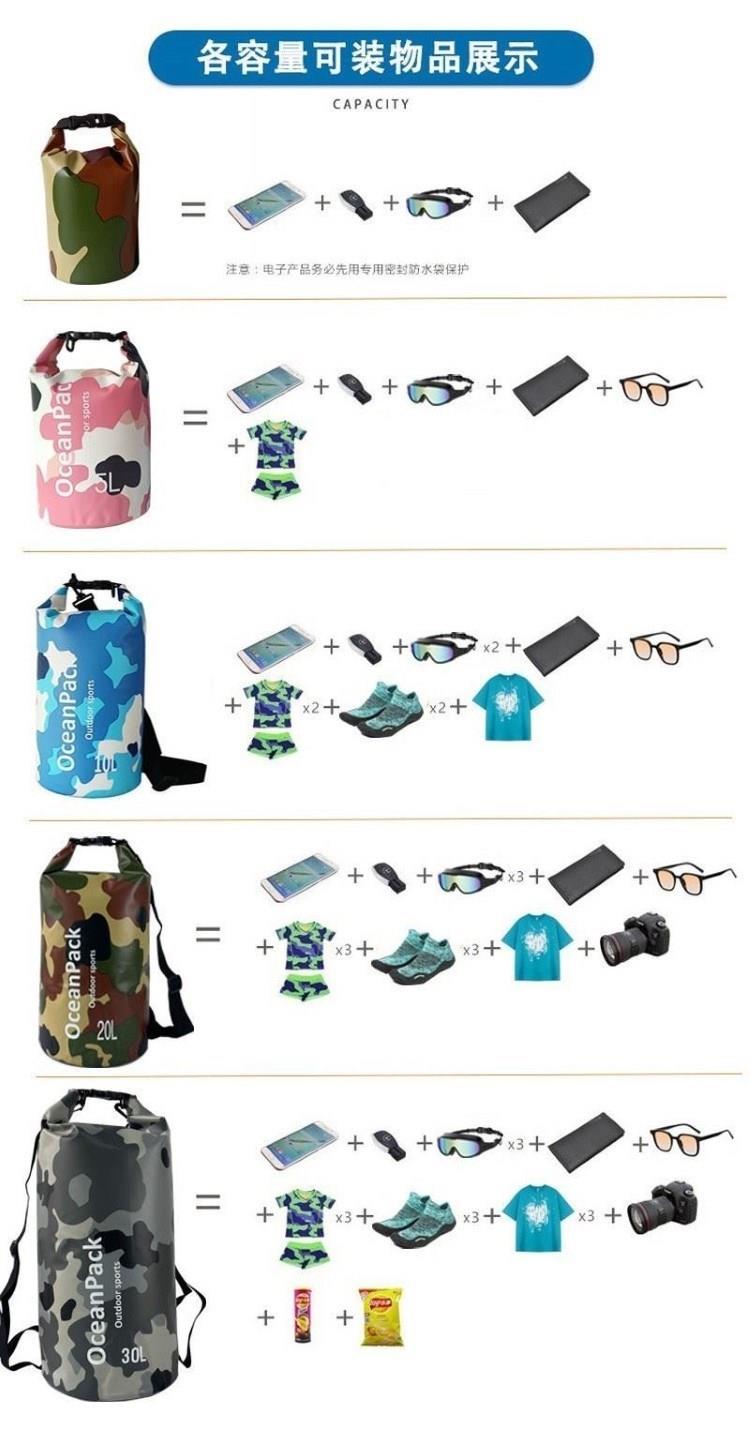 各容量可装物品展示
CAPACITY
= + + +
注意：电子产品务必先用专用密封防水袋保护
OceanPac
or sports
5L
= + + + +
+
OceanPack
Outdoor sports
10L
+ + x2 + +
+ x2 + x2 +
OceanPack
Outdoor sports
20L
= + + x3 + +
+ x3 + x3 + +
OceanPack
Outdoor sports
30L
= + + x3 + +
+ x3 + x3 + x3 +
+ +